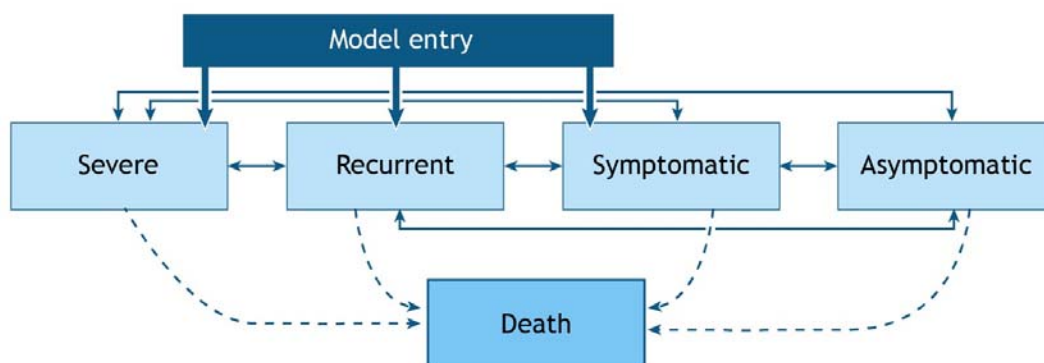 Model entry
Severe
Recurrent
Symptomatic
Asymptomatic
Death